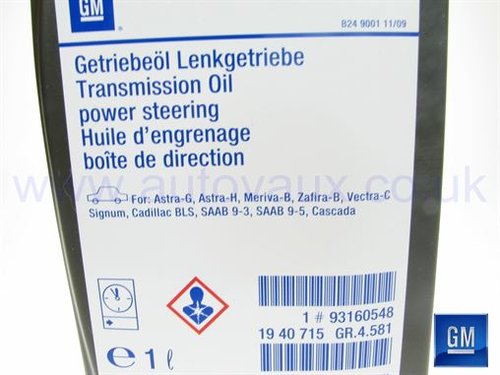 GM
B24 9001 11/09
Getriebeöl Lenkgetriebe
Transmission Oil
power steering
Huile d'engrenage
boîte de direction
www.autovaux.co.uk
For: Astra-G, Astra-H, Meriva-B, Zafira-B, Vectra-C
Signum, Cadillac BLS, SAAB 9-3, SAAB 9-5, Cascada
1 # 93160548
19 40 715 GR.4.581
e 1 ℓ
GM